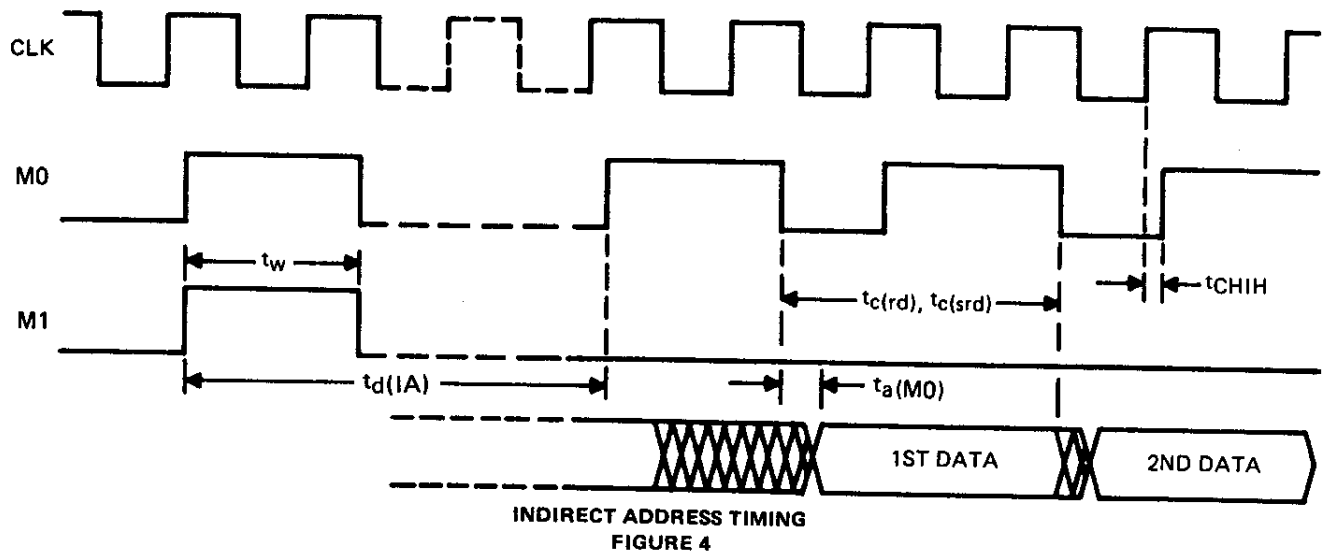 CLK
M0
tw
tCHIH
tc(rd), tc(srd)
M1
td(IA)
ta(M0)
1ST DATA
2ND DATA
INDIRECT ADDRESS TIMING
FIGURE 4